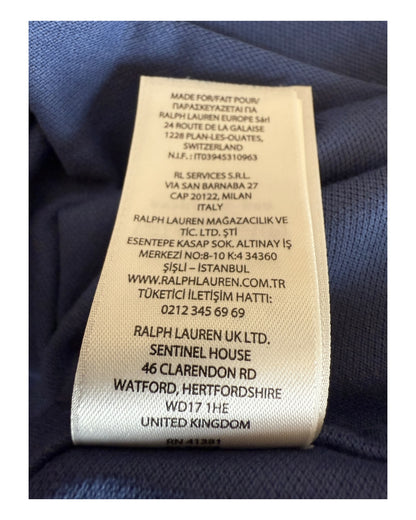 MADE FOR/FAIT POUR/
ΠΑΡΑΣΚΕΥΑΖΕΤΑΙ ΓΙΑ
RALPH LAUREN EUROPE Sàrl
24 ROUTE DE LA GALAISE
1228 PLAN-LES-OUATES,
SWITZERLAND
N.I.F. : IT03945310963
RL SERVICES S.R.L.
VIA SAN BARNABA 27
CAP 20122, MILAN
ITALY
RALPH LAUREN MAĞAZACILIK VE
TİC. LTD. ŞTİ
ESENTEPE KASAP SOK. ALTINAY İŞ
MERKEZİ NO:8-10 K:4 34360
ŞİŞLİ – İSTANBUL
WWW.RALPHLAUREN.COM.TR
TÜKETİCİ İLETİŞİM HATTI:
0212 345 69 69
RALPH LAUREN UK LTD.
SENTINEL HOUSE
46 CLARENDON RD
WATFORD, HERTFORDSHIRE
WD17 1HE
UNITED KINGDOM
RN 41381